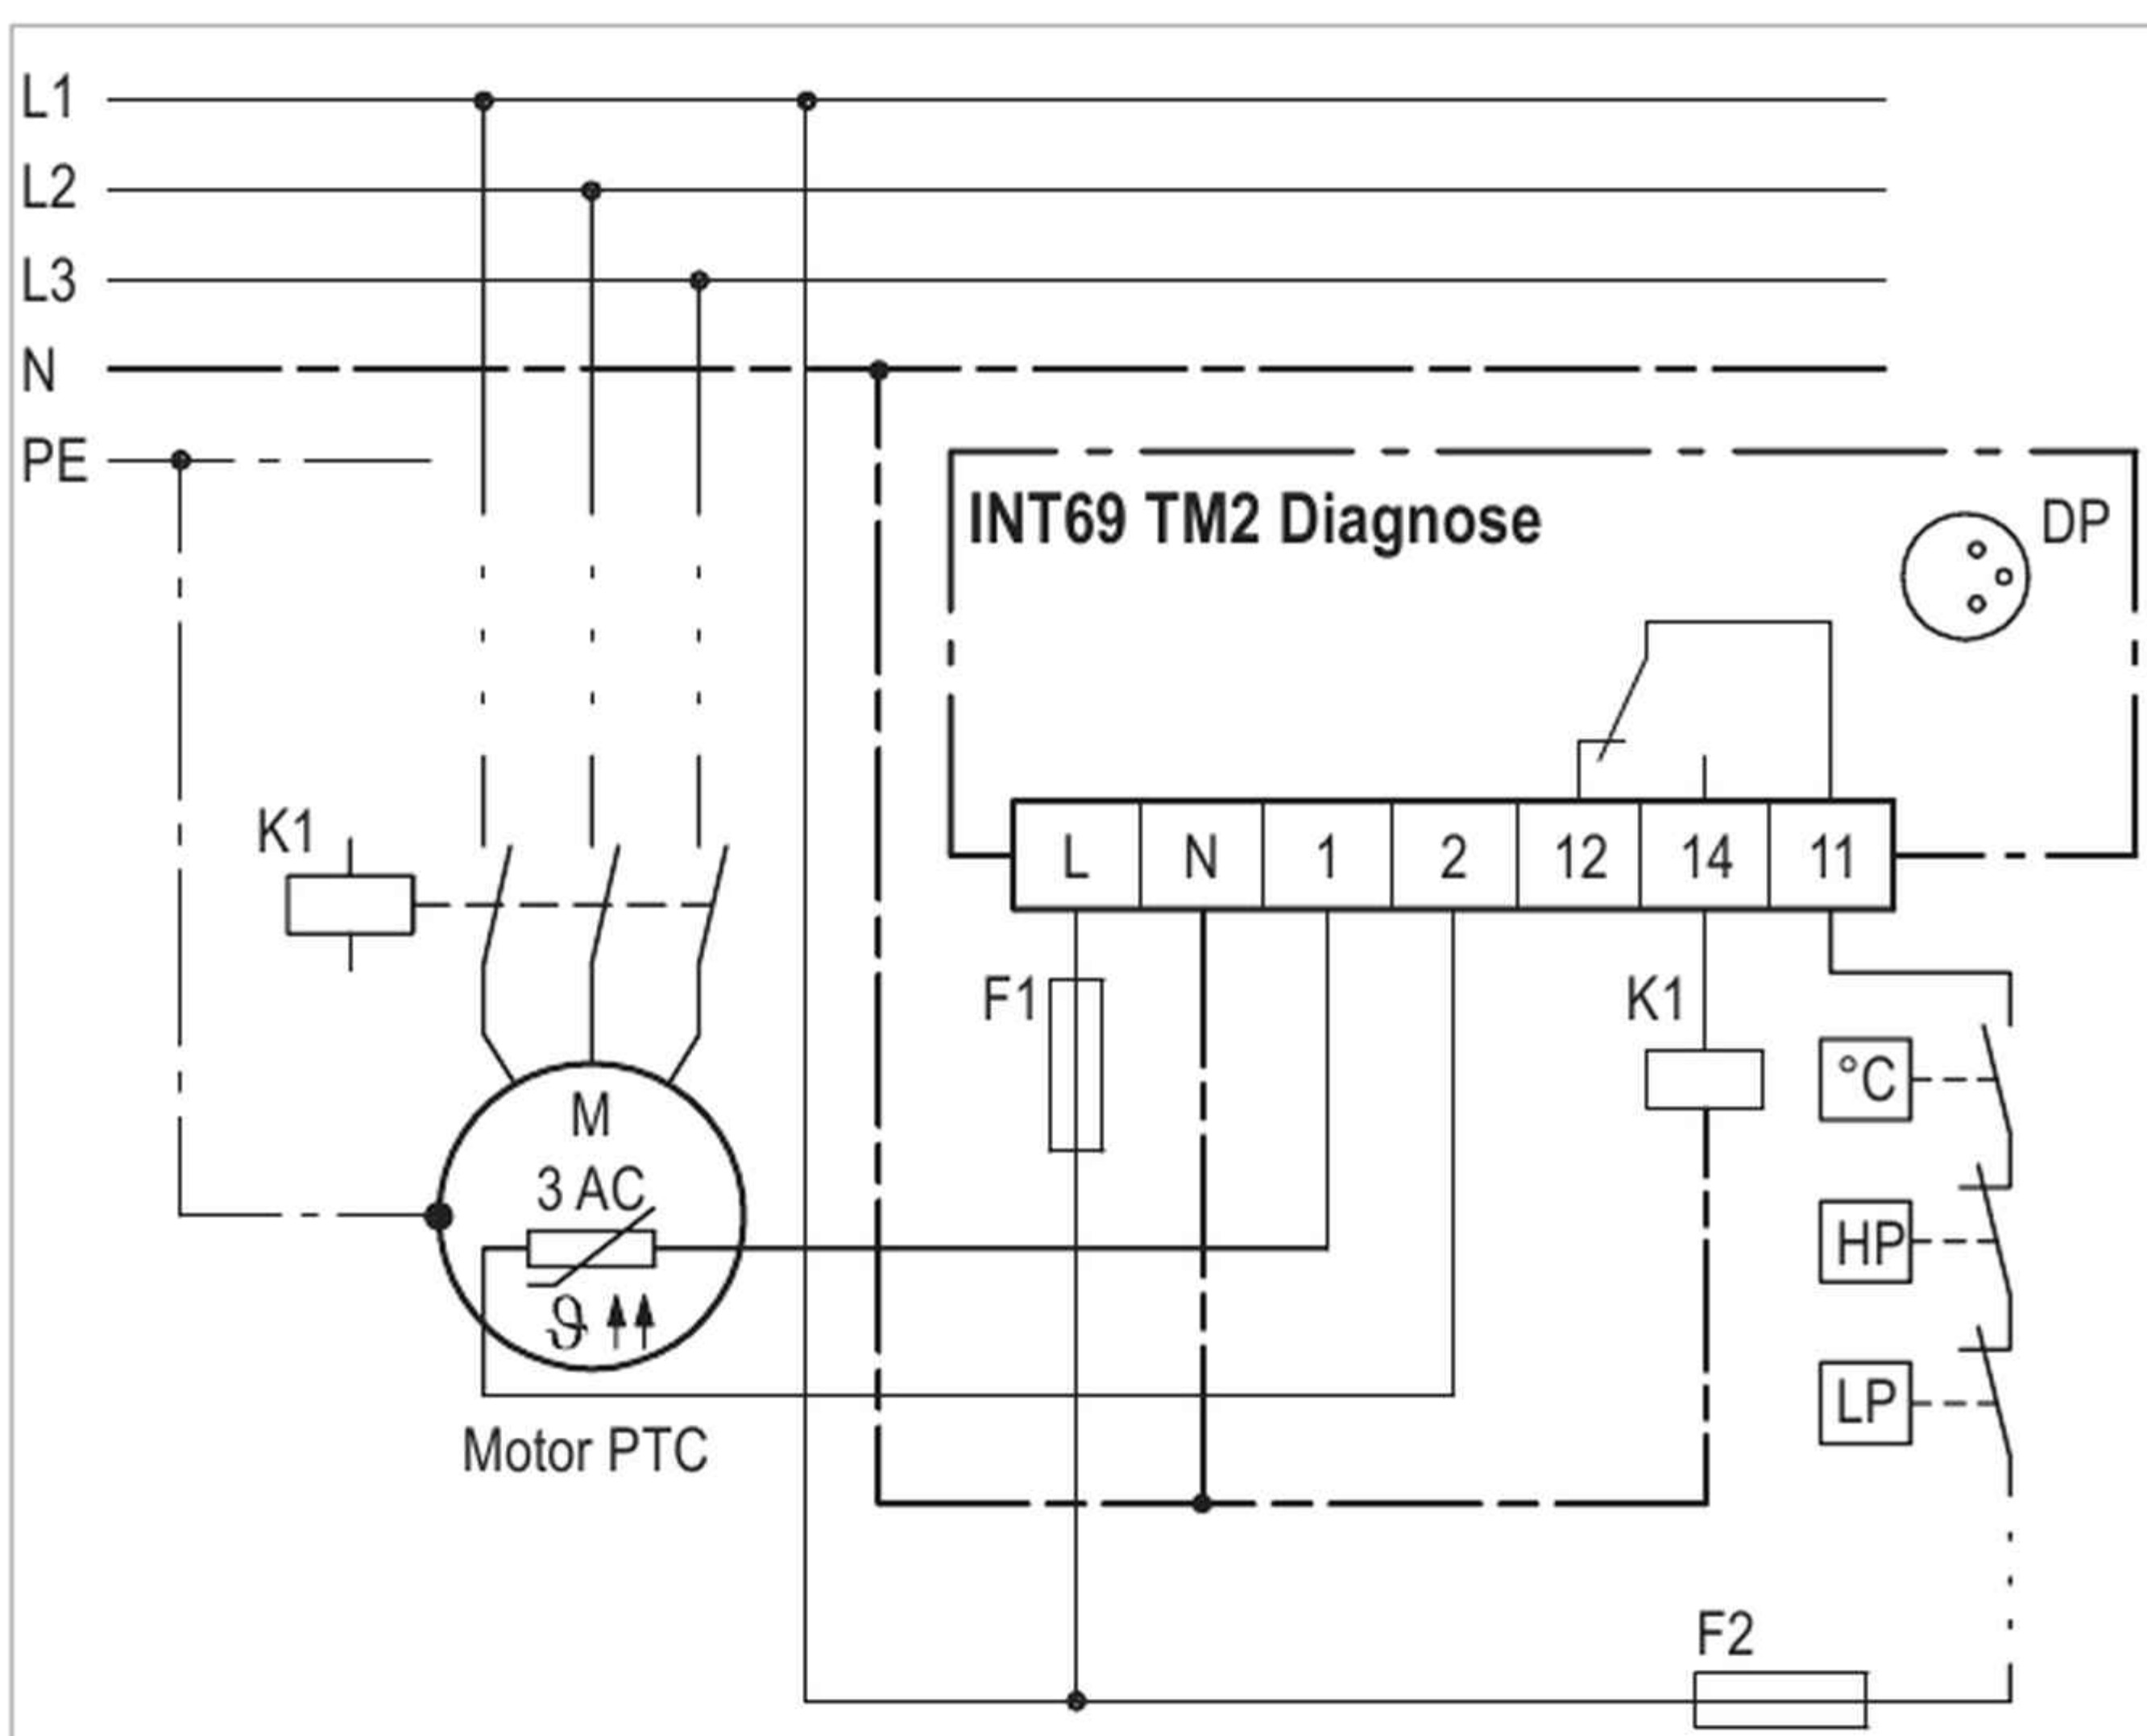 L1
L2
L3
N
PE
INT69 TM2 Diagnose
DP
K1
L N 1 2 12 14 11
F1
K1
°C
M
3 AC
HP
ϑ
LP
Motor PTC
F2